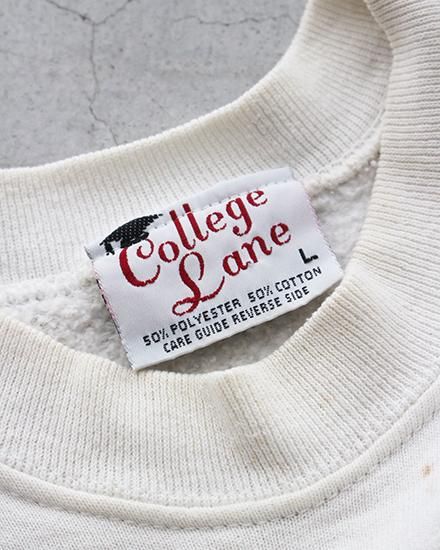 College
Lane
L
50% POLYESTER 50% COTTON
CARE GUIDE REVERSE SIDE